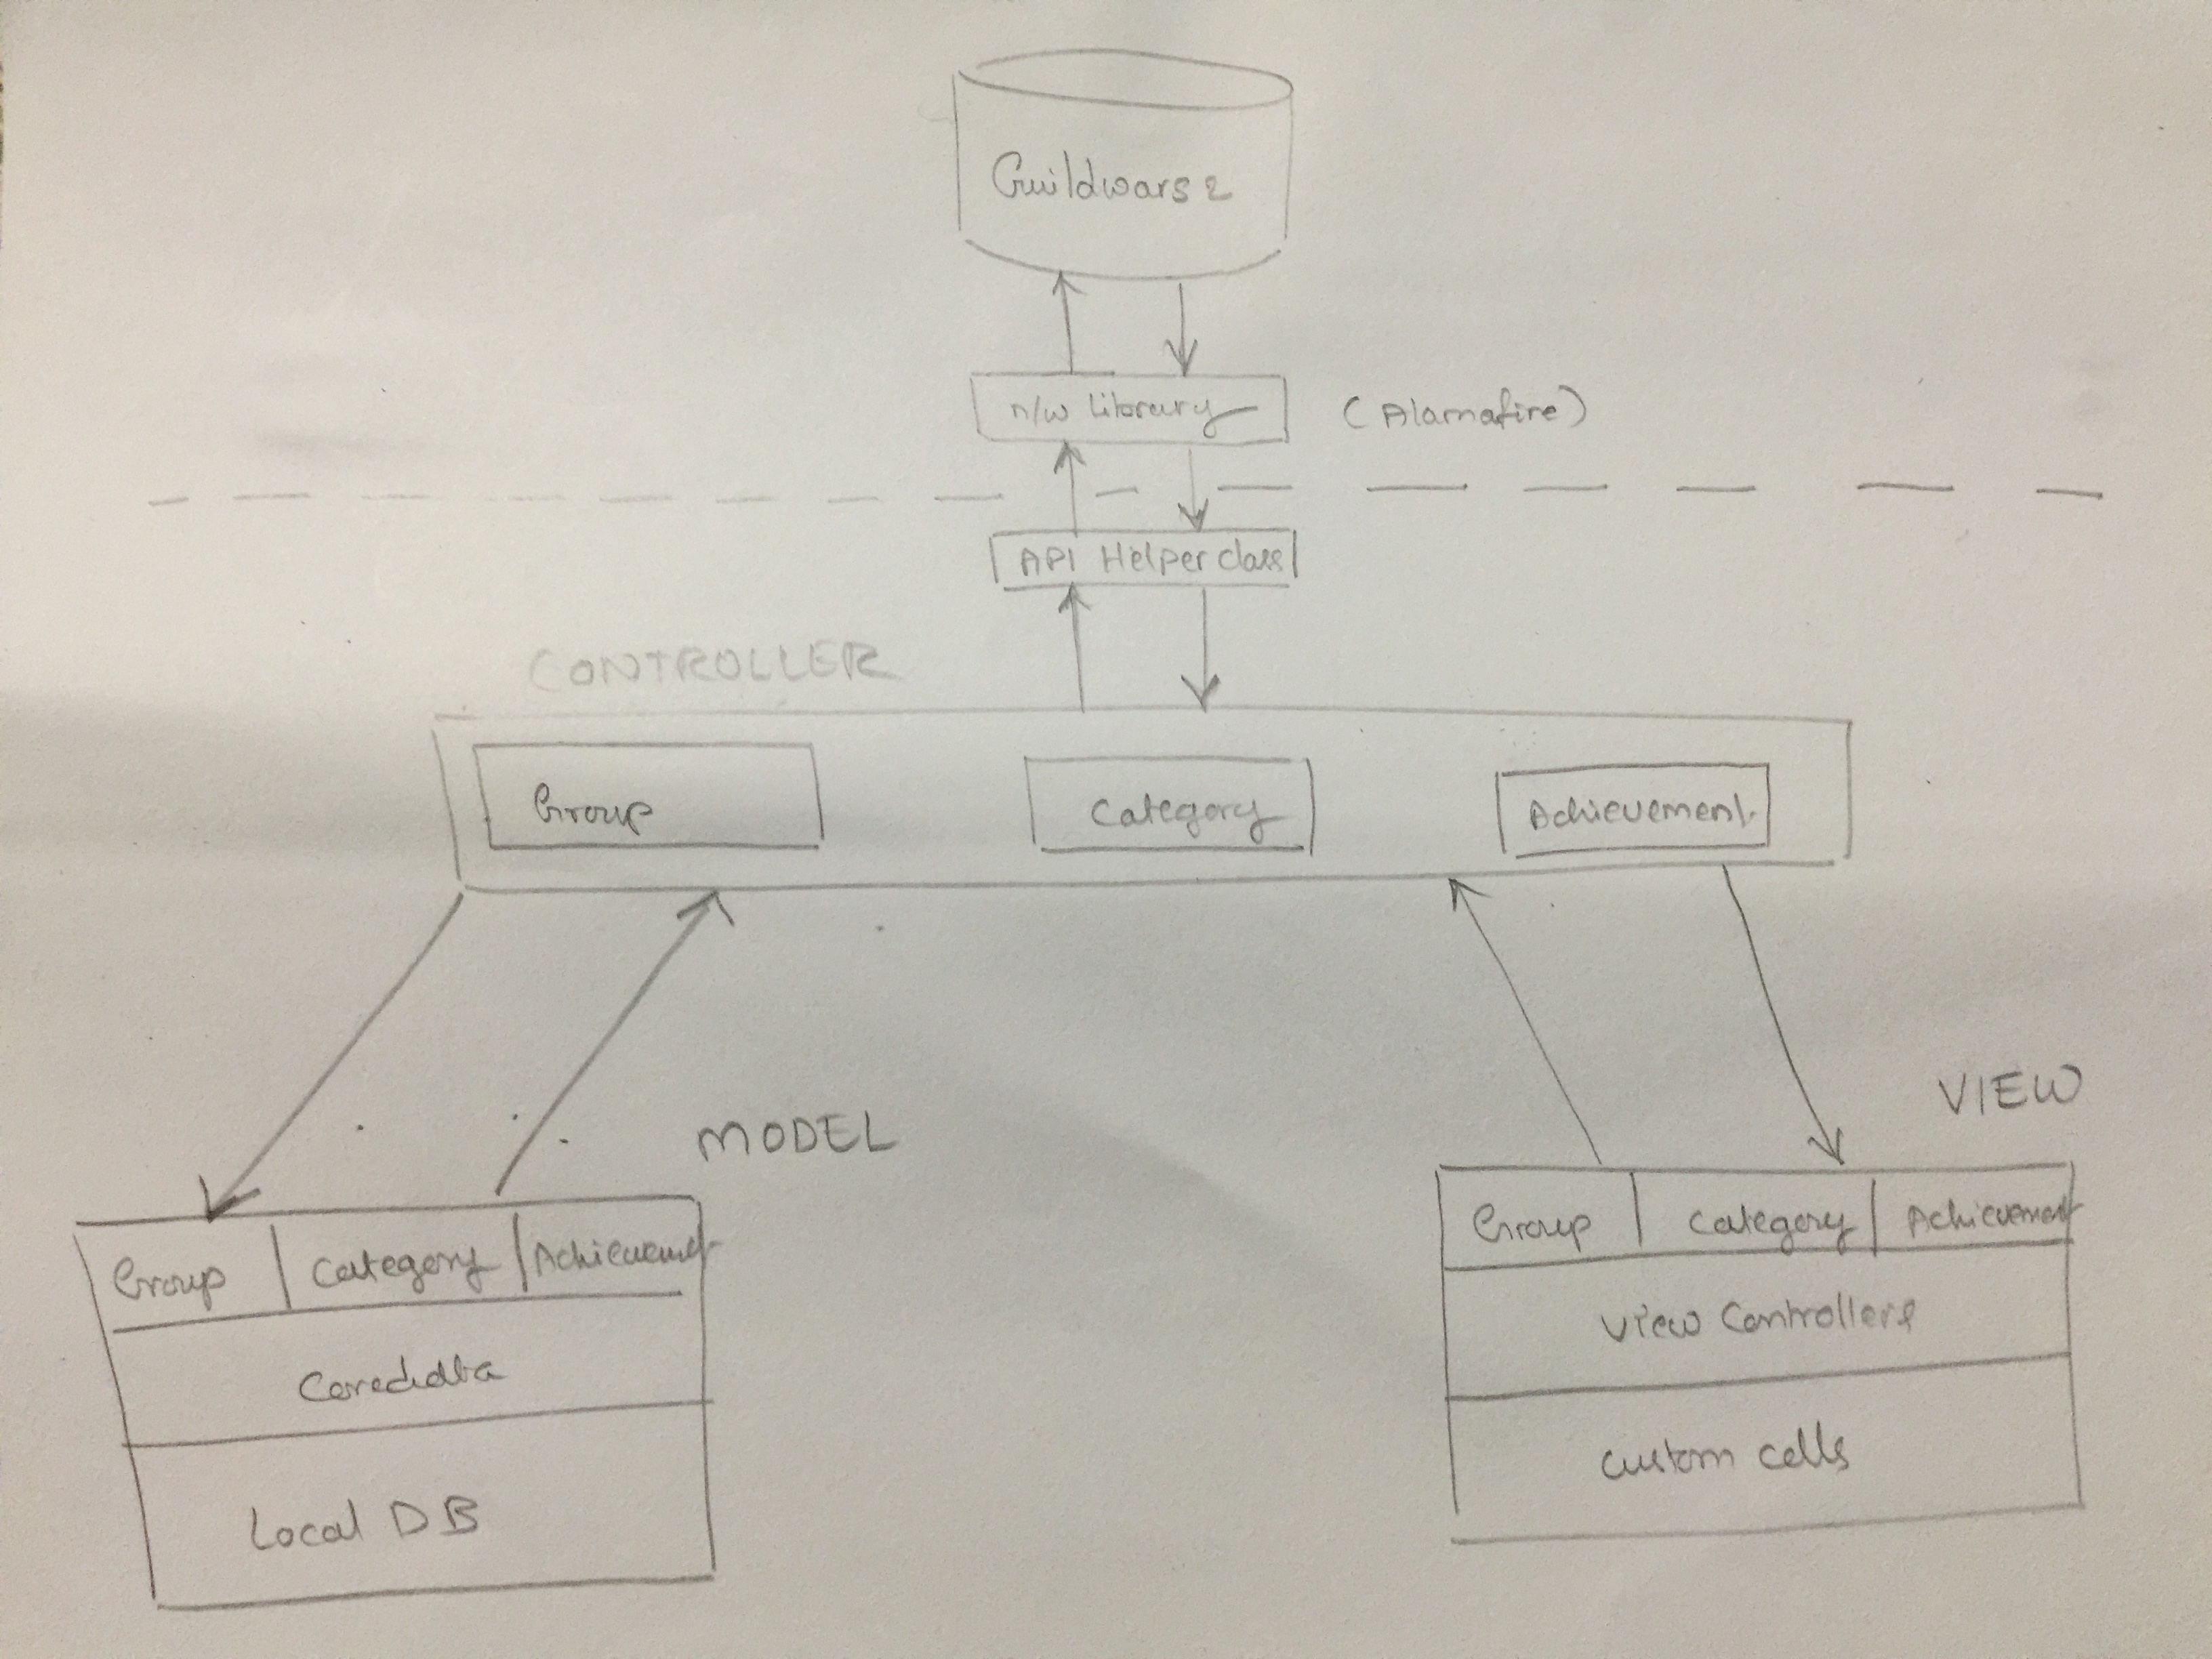 Guildwars 2
n/w Library (Alamafire)
API Helper class
CONTROLLER
Group Category Achievement
MODEL
VIEW
Group | Category | Achievement
Coredata
Local DB
Group | Category | Achievement
View Controllers
Custom cells